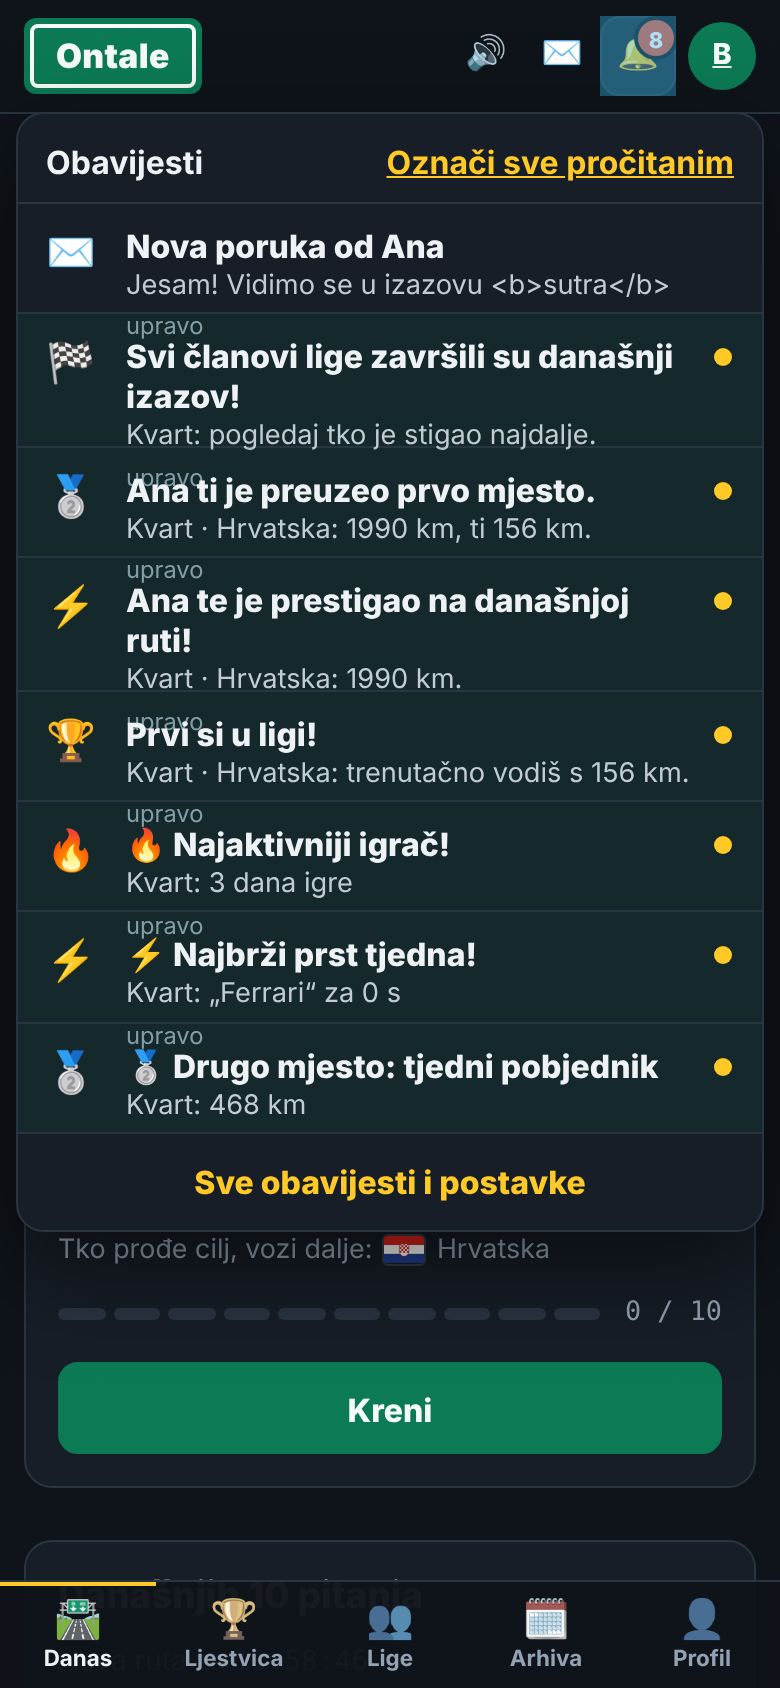 Ontale
8
B
Obavijesti
Označi sve pročitanim
Nova poruka od Ana
Jesam! Vidimo se u izazovu <b>sutra</b>
upravo
Svi članovi lige završili su današnji
izazov!
Kvart: pogledaj tko je stigao najdalje.
upravo
Ana ti je preuzeo prvo mjesto.
Kvart · Hrvatska: 1990 km, ti 156 km.
upravo
Ana te je prestigao na današnjoj
ruti!
Kvart · Hrvatska: 1990 km.
upravo
Prvi si u ligi!
Kvart · Hrvatska: trenutačno vodiš s 156 km.
upravo
🔥 Najaktivniji igrač!
Kvart: 3 dana igre
upravo
⚡ Najbrži prst tjedna!
Kvart: „Ferrari“ za 0 s
upravo
🥈 Drugo mjesto: tjedni pobjednik
Kvart: 468 km
Sve obavijesti i postavke
Tko prođe cilj, vozi dalje: 🇭🇷 Hrvatska
0 / 10
Kreni
Današnjih 10 pitanja
Danas
Ljestvica
Lige
Arhiva
Profil